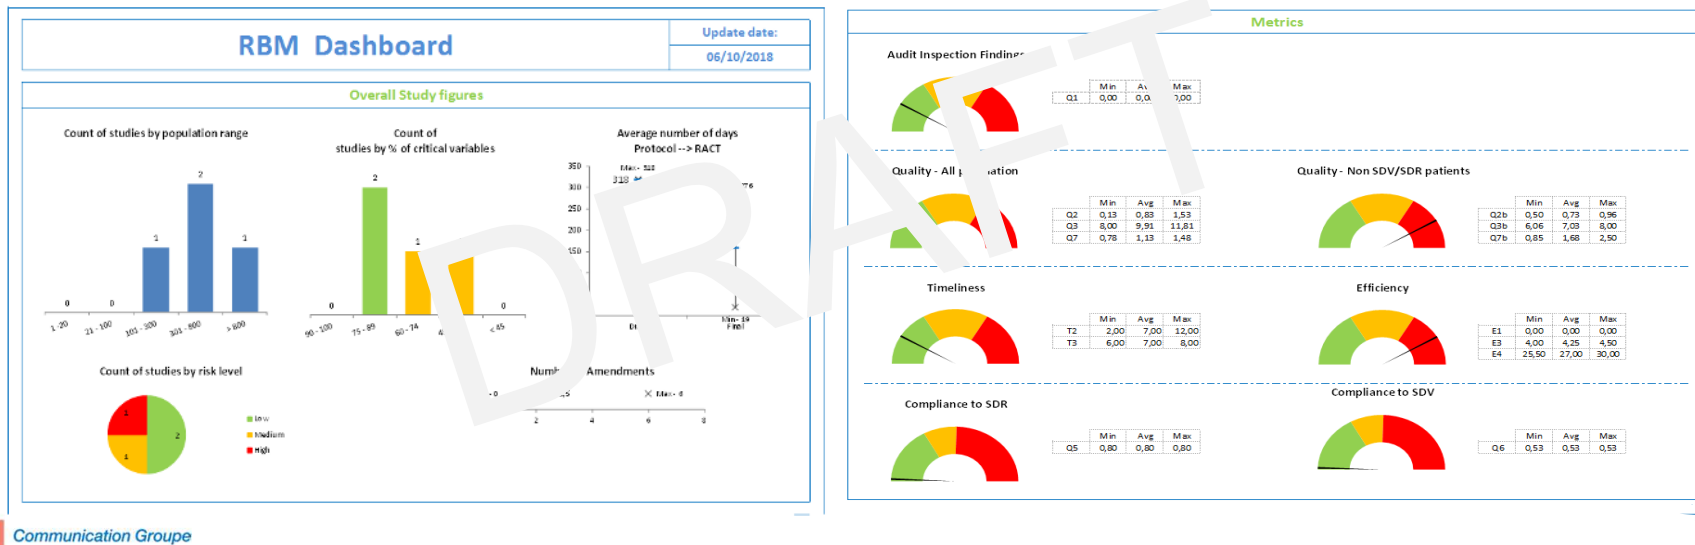 RBM Dashboard
Update date:
06/10/2018
Overall Study figures
Count of studies by population range
2
1
1
0
0
1 -20
21 - 100
101 - 300
301 - 800
> 800
Count of
studies by % of critical variables
2
1
0
0
90 - 100
75 - 89
60 - 74
< 45
Average number of days
Protocol --> RACT
350
300
250
200
150
Max - 318
318
Min - 19
Final
Count of studies by risk level
1
2
1
Low
Medium
High
Amendments
Max - 6
2
4
6
8
Metrics
Audit Inspection Findings
Min
Max
Q1
0,00
Quality - All
Min Avg Max
Q2 0,13 0,83 1,53
Q3 8,00 9,91 11,81
Q7 0,78 1,13 1,48
Quality - Non SDV/SDR patients
Min Avg Max
Q2b 0,50 0,73 0,96
Q3b 6,06 7,03 8,00
Q7b 0,85 1,68 2,50
Timeliness
Min Avg Max
T2 2,00 7,00 12,00
T3 6,00 7,00 8,00
Efficiency
Min Avg Max
E1 0,00 0,00 0,00
E3 4,00 4,25 4,50
E4 25,50 27,00 30,00
Compliance to SDR
Min Avg Max
Q5 0,80 0,80 0,80
Compliance to SDV
Min Avg Max
Q6 0,53 0,53 0,53
DRAFT
Communication Groupe